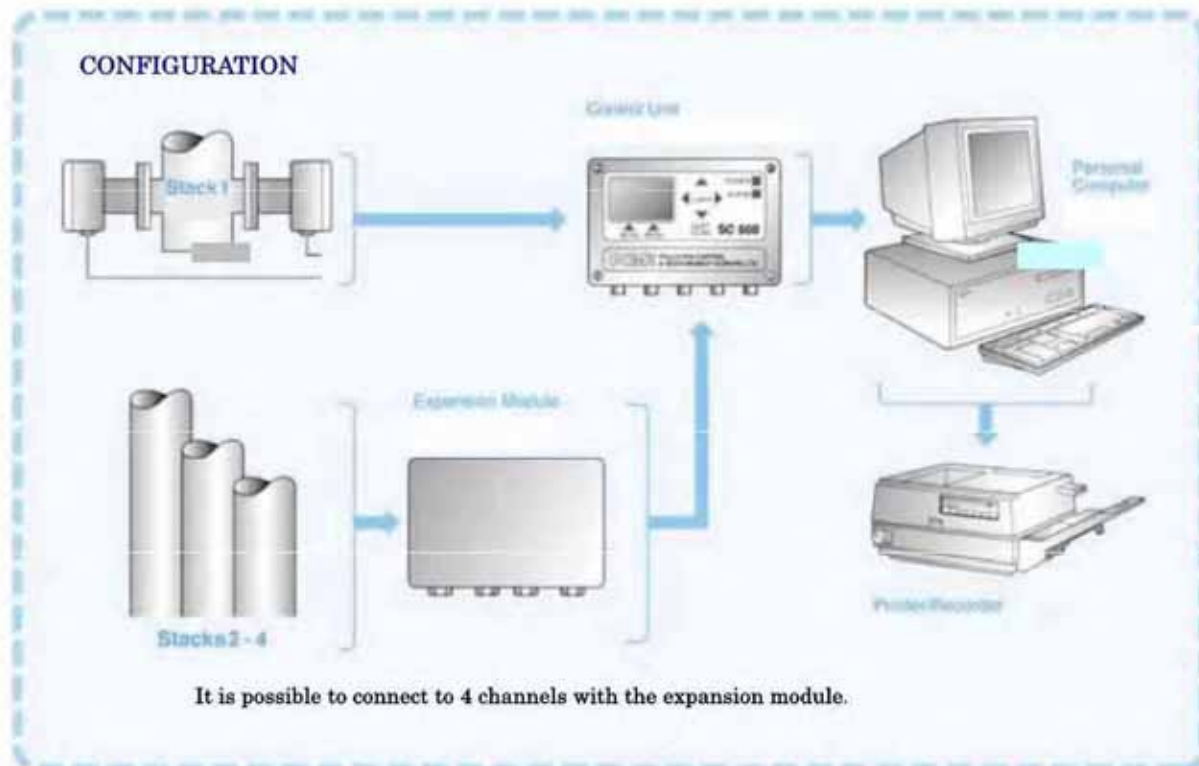 CONFIGURATION
Control Unit
Stack 1
Personal
Computer
SC 600
Expansion Module
Printer/Recorder
Stacks 2 - 4
It is possible to connect to 4 channels with the expansion module.